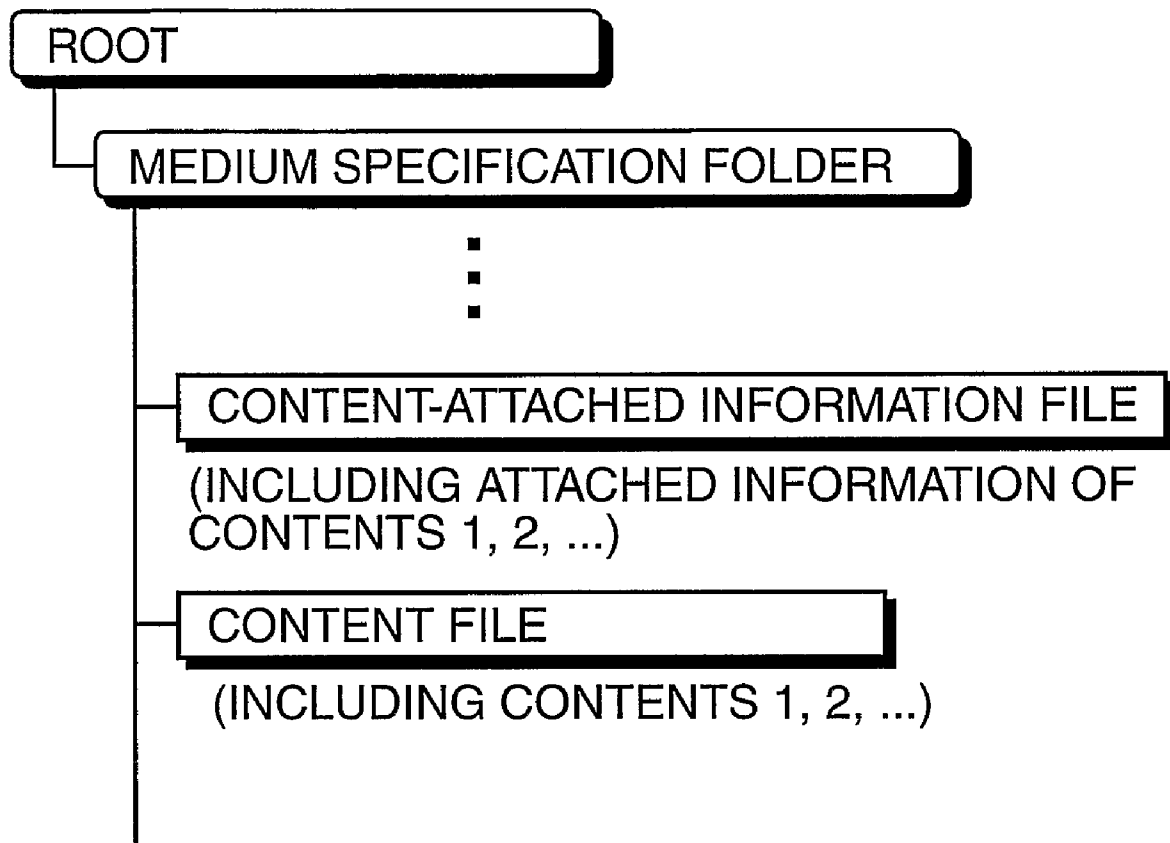 ROOT
MEDIUM SPECIFICATION FOLDER
CONTENT-ATTACHED INFORMATION FILE
(INCLUDING ATTACHED INFORMATION OF
CONTENTS 1, 2, ...)
CONTENT FILE
(INCLUDING CONTENTS 1, 2, ...)